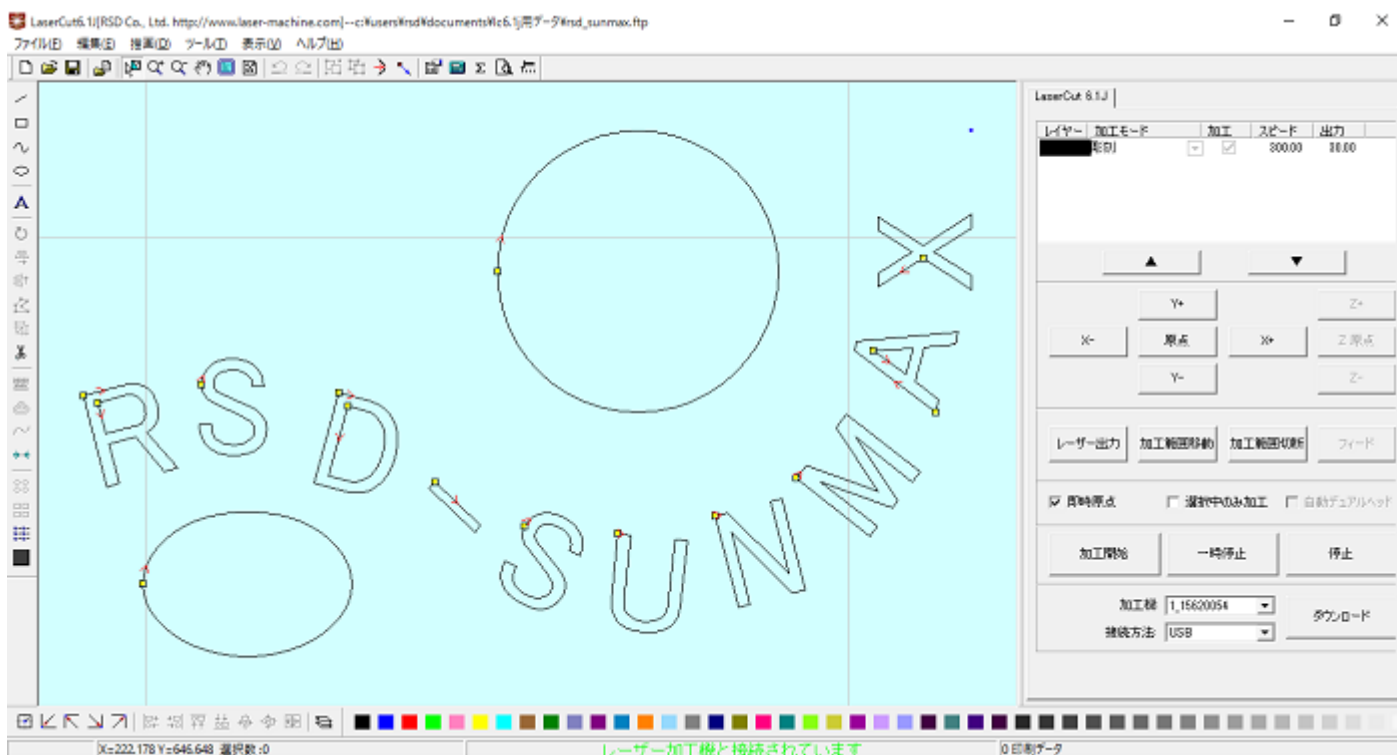 LaserCut6.1J[RSD Co., Ltd. http://www.laser-machine.com]--c:¥users¥rsd¥documents¥lc6.1j用データ¥rsd_sunmax.ftp
ファイル(F) 編集(E) 描画(D) ツール(T) 表示(V) ヘルプ(H)
LaserCut 6.1J
レイヤー 加工モード 加工 スピード 出力
彫刻 300.00 30.00
▲ ▼
Y+ Z+
X- 原点 X+ Z 原点
Y- Z-
レーザー出力 加工範囲移動 加工範囲切断 フィード
即時原点 選択中のみ加工 自動デュアルヘッド
加工開始 一時停止 停止
加工機 1_15620054
ダウンロード
接続方法 USB
RSD-SUNMAX
X=222.178 Y=646.648 選択数:0
レーザー加工機と接続されています
0 印刷データ